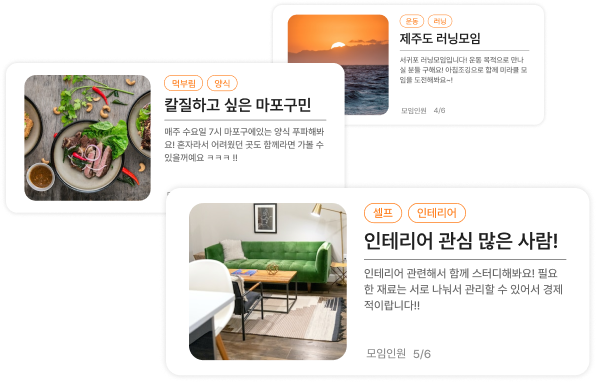 운동 러닝
제주도 러닝모임
서귀포 러닝모임입니다! 운동 목적으로 만나
실 분들 구해요! 아침조깅으로 함께 미라클 모
임를 도전해봐요~!
모임인원 4/6
먹부림 양식
칼질하고 싶은 마포구민
매주 수요일 7시 마포구에있는 양식 푸파해봐
요! 혼자라서 어려웠던 곳도 함께라면 가볼 수
있을꺼예요 ㅋㅋㅋ !!
셀프 인테리어
인테리어 관심 많은 사람!
인테리어 관련해서 함께 스터디해봐요! 필요
한 재료는 서로 나눠서 관리할 수 있어서 경제
적이랍니다!!
모임인원 5/6